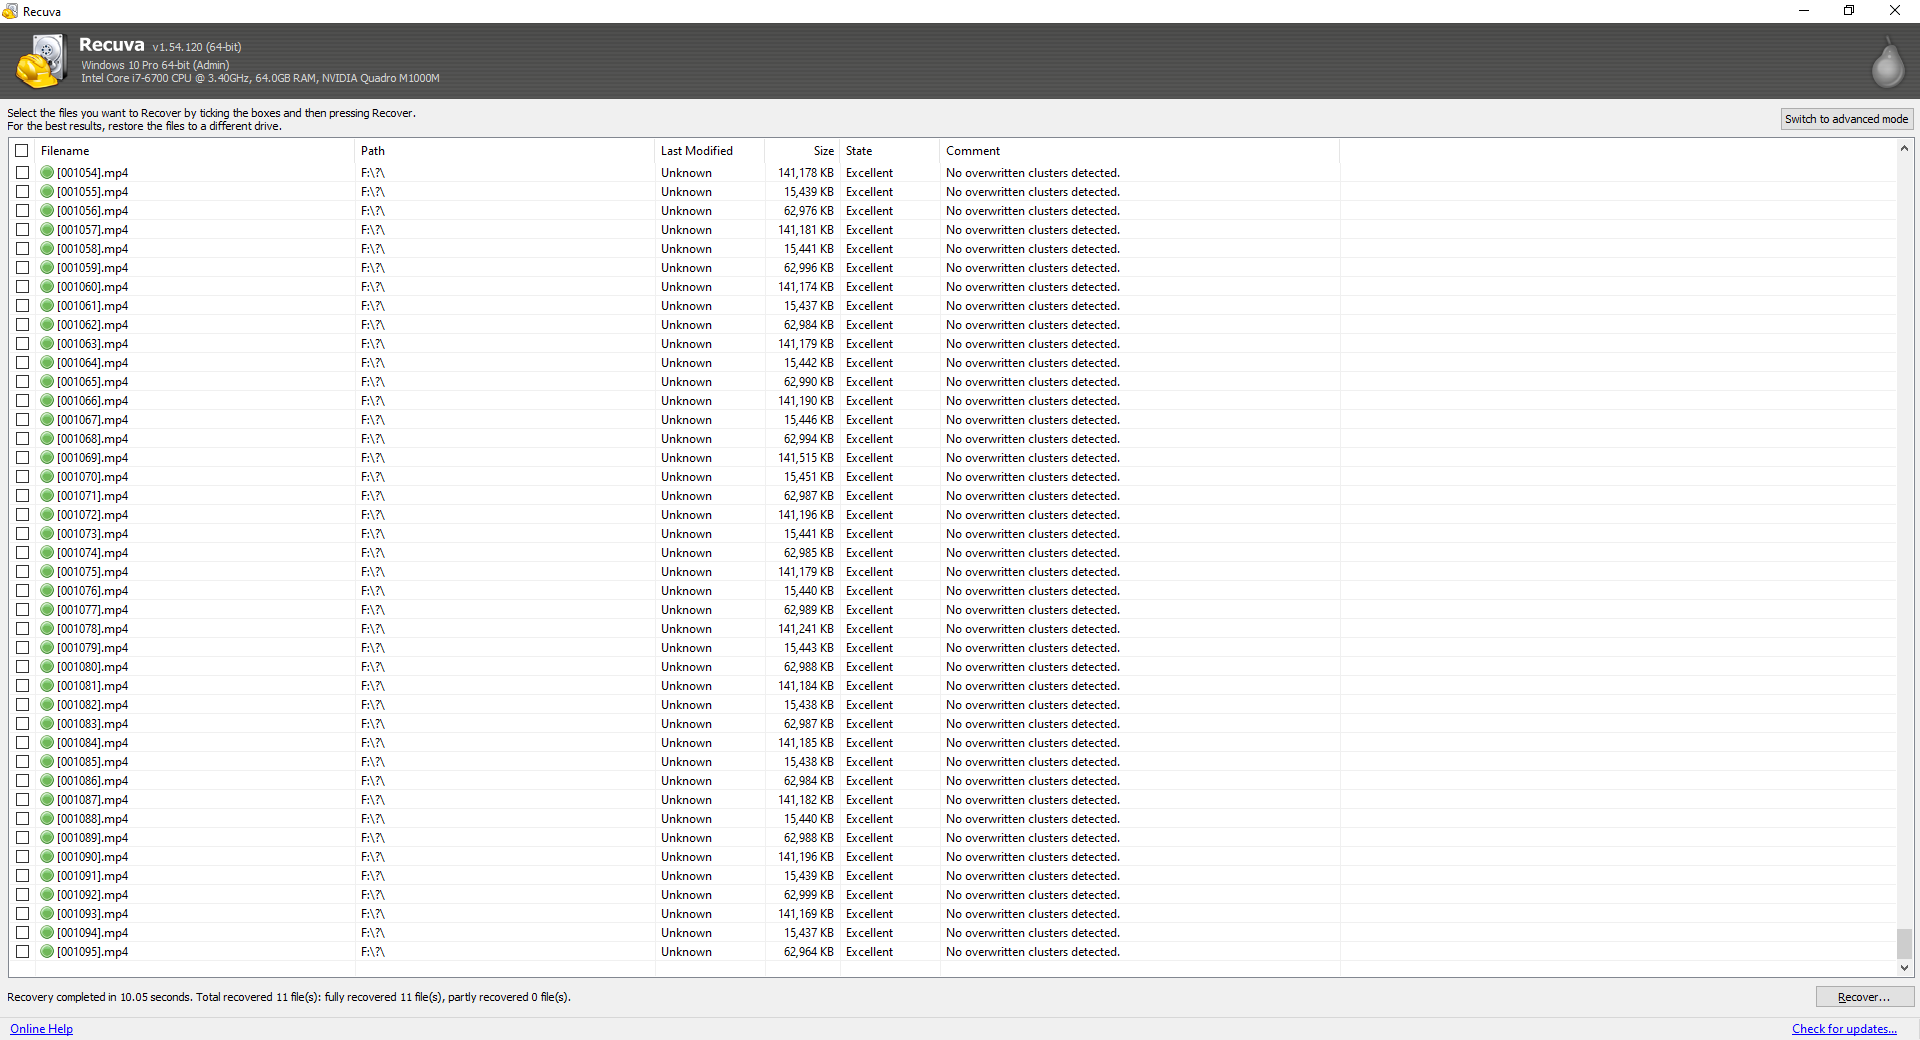 Recuva
Recuva v1.54.120 (64-bit)
Windows 10 Pro 64-bit (Admin)
Intel Core i7-6700 CPU @ 3.40GHz, 64.0GB RAM, NVIDIA Quadro M1000M
Select the files you want to Recover by ticking the boxes and then pressing Recover.
For the best results, restore the files to a different drive.
Switch to advanced mode
Filename Path Last Modified Size State Comment
[001054].mp4 F:\?\ Unknown 141,178 KB Excellent No overwritten clusters detected.
[001055].mp4 F:\?\ Unknown 15,439 KB Excellent No overwritten clusters detected.
[001056].mp4 F:\?\ Unknown 62,976 KB Excellent No overwritten clusters detected.
[001057].mp4 F:\?\ Unknown 141,181 KB Excellent No overwritten clusters detected.
[001058].mp4 F:\?\ Unknown 15,441 KB Excellent No overwritten clusters detected.
[001059].mp4 F:\?\ Unknown 62,996 KB Excellent No overwritten clusters detected.
[001060].mp4 F:\?\ Unknown 141,174 KB Excellent No overwritten clusters detected.
[001061].mp4 F:\?\ Unknown 15,437 KB Excellent No overwritten clusters detected.
[001062].mp4 F:\?\ Unknown 62,984 KB Excellent No overwritten clusters detected.
[001063].mp4 F:\?\ Unknown 141,179 KB Excellent No overwritten clusters detected.
[001064].mp4 F:\?\ Unknown 15,442 KB Excellent No overwritten clusters detected.
[001065].mp4 F:\?\ Unknown 62,990 KB Excellent No overwritten clusters detected.
[001066].mp4 F:\?\ Unknown 141,190 KB Excellent No overwritten clusters detected.
[001067].mp4 F:\?\ Unknown 15,446 KB Excellent No overwritten clusters detected.
[001068].mp4 F:\?\ Unknown 62,994 KB Excellent No overwritten clusters detected.
[001069].mp4 F:\?\ Unknown 141,515 KB Excellent No overwritten clusters detected.
[001070].mp4 F:\?\ Unknown 15,451 KB Excellent No overwritten clusters detected.
[001071].mp4 F:\?\ Unknown 62,987 KB Excellent No overwritten clusters detected.
[001072].mp4 F:\?\ Unknown 141,196 KB Excellent No overwritten clusters detected.
[001073].mp4 F:\?\ Unknown 15,441 KB Excellent No overwritten clusters detected.
[001074].mp4 F:\?\ Unknown 62,985 KB Excellent No overwritten clusters detected.
[001075].mp4 F:\?\ Unknown 141,179 KB Excellent No overwritten clusters detected.
[001076].mp4 F:\?\ Unknown 15,440 KB Excellent No overwritten clusters detected.
[001077].mp4 F:\?\ Unknown 62,989 KB Excellent No overwritten clusters detected.
[001078].mp4 F:\?\ Unknown 141,241 KB Excellent No overwritten clusters detected.
[001079].mp4 F:\?\ Unknown 15,443 KB Excellent No overwritten clusters detected.
[001080].mp4 F:\?\ Unknown 62,988 KB Excellent No overwritten clusters detected.
[001081].mp4 F:\?\ Unknown 141,184 KB Excellent No overwritten clusters detected.
[001082].mp4 F:\?\ Unknown 15,438 KB Excellent No overwritten clusters detected.
[001083].mp4 F:\?\ Unknown 62,987 KB Excellent No overwritten clusters detected.
[001084].mp4 F:\?\ Unknown 141,185 KB Excellent No overwritten clusters detected.
[001085].mp4 F:\?\ Unknown 15,438 KB Excellent No overwritten clusters detected.
[001086].mp4 F:\?\ Unknown 62,984 KB Excellent No overwritten clusters detected.
[001087].mp4 F:\?\ Unknown 141,182 KB Excellent No overwritten clusters detected.
[001088].mp4 F:\?\ Unknown 15,440 KB Excellent No overwritten clusters detected.
[001089].mp4 F:\?\ Unknown 62,988 KB Excellent No overwritten clusters detected.
[001090].mp4 F:\?\ Unknown 141,196 KB Excellent No overwritten clusters detected.
[001091].mp4 F:\?\ Unknown 15,439 KB Excellent No overwritten clusters detected.
[001092].mp4 F:\?\ Unknown 62,999 KB Excellent No overwritten clusters detected.
[001093].mp4 F:\?\ Unknown 141,169 KB Excellent No overwritten clusters detected.
[001094].mp4 F:\?\ Unknown 15,437 KB Excellent No overwritten clusters detected.
[001095].mp4 F:\?\ Unknown 62,964 KB Excellent No overwritten clusters detected.
Recovery completed in 10.05 seconds. Total recovered 11 file(s): fully recovered 11 file(s), partly recovered 0 file(s).
Recover...
Online Help
Check for updates...